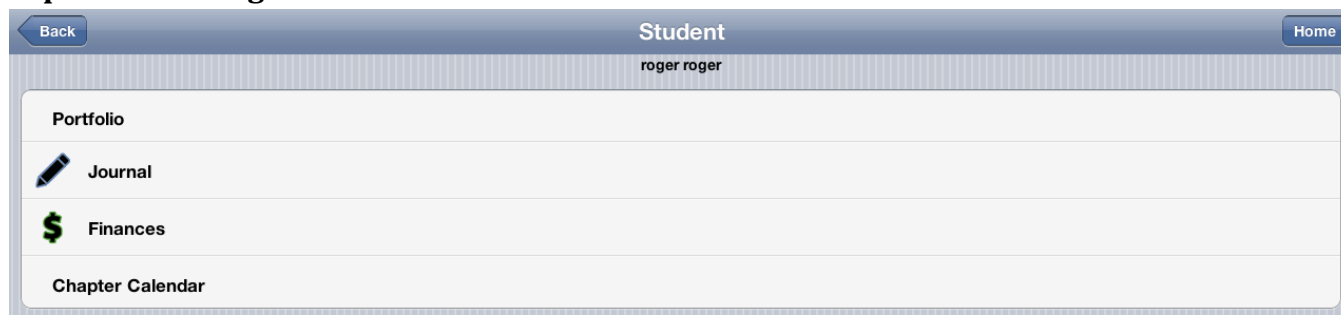 Back Student Home
roger roger
Portfolio
Journal
Finances
Chapter Calendar